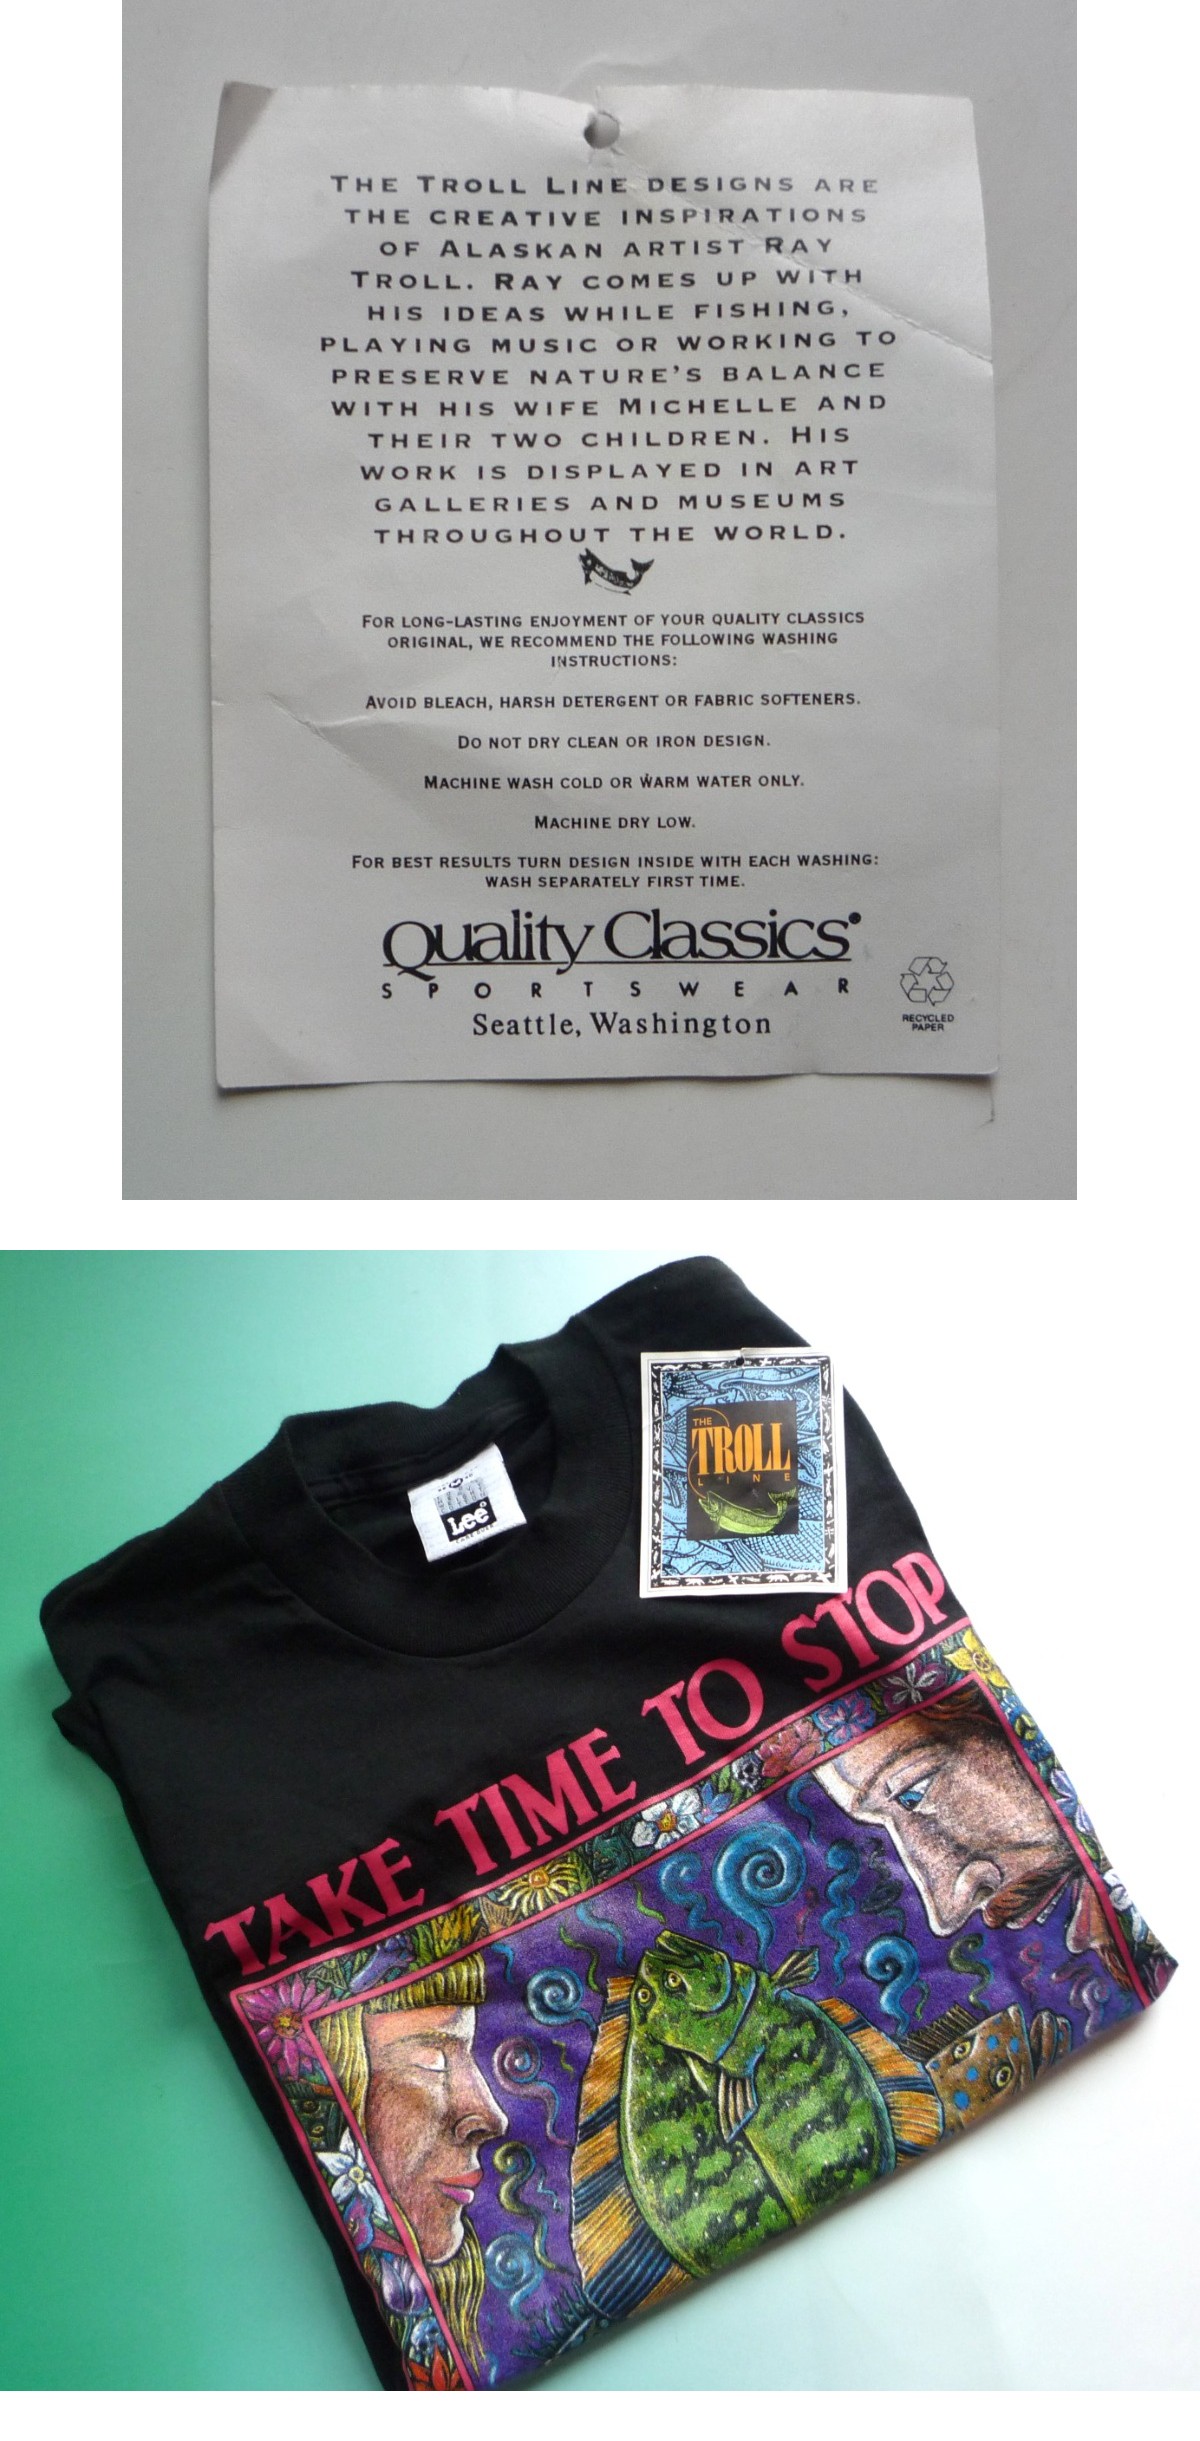 The Troll Line designs are
the creative inspirations
of Alaskan artist Ray
Troll. Ray comes up with
his ideas while fishing,
playing music or working to
preserve nature's balance
with his wife Michelle and
their two children. His
work is displayed in art
galleries and museums
throughout the world.
For long-lasting enjoyment of your Quality Classics
original, we recommend the following washing
instructions:
Avoid bleach, harsh detergent or fabric softeners.
Do not dry clean or iron design.
Machine wash cold or warm water only.
Machine dry low.
For best results turn design inside with each washing:
wash separately first time.
Quality Classics
SPORTSWEAR
Seattle, Washington
RECYCLED
PAPER
THE
TROLL
LINE
Lee
TAKE TIME TO STOP